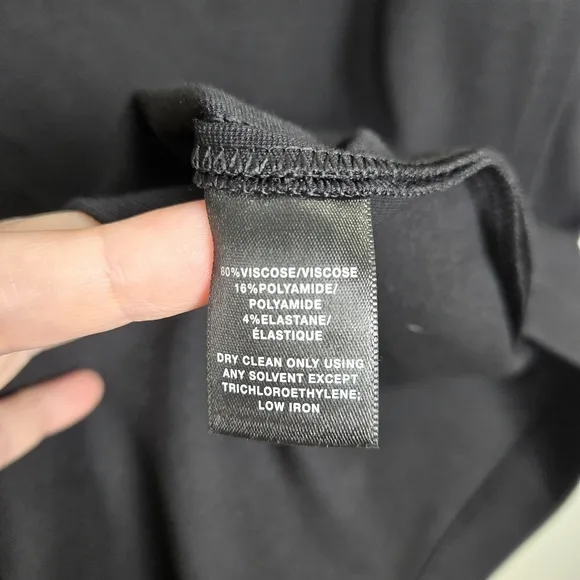 80%VISCOSE/VISCOSE
16%POLYAMIDE/
POLYAMIDE
4%ELASTANE/
ÉLASTIQUE
DRY CLEAN ONLY USING
ANY SOLVENT EXCEPT
TRICHLOROETHYLENE;
LOW IRON